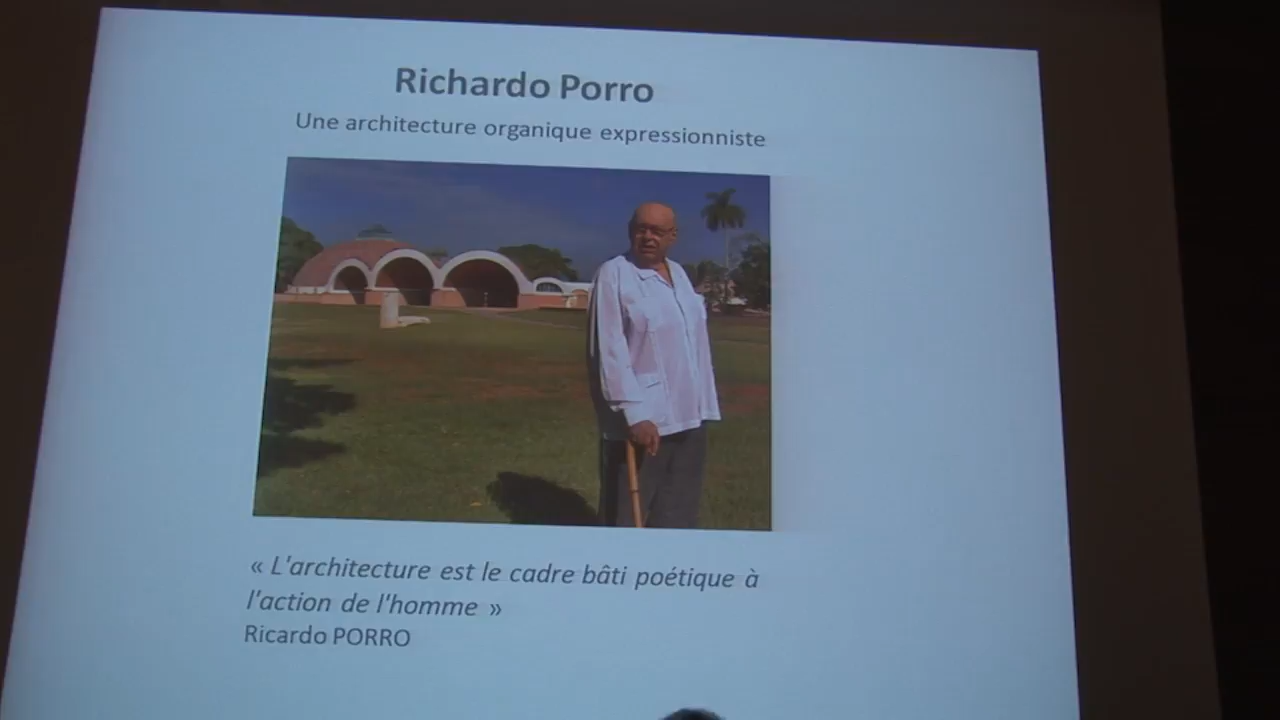 Richardo Porro
Une architecture organique expressionniste
« L'architecture est le cadre bâti poétique à
l'action de l'homme »
Ricardo PORRO